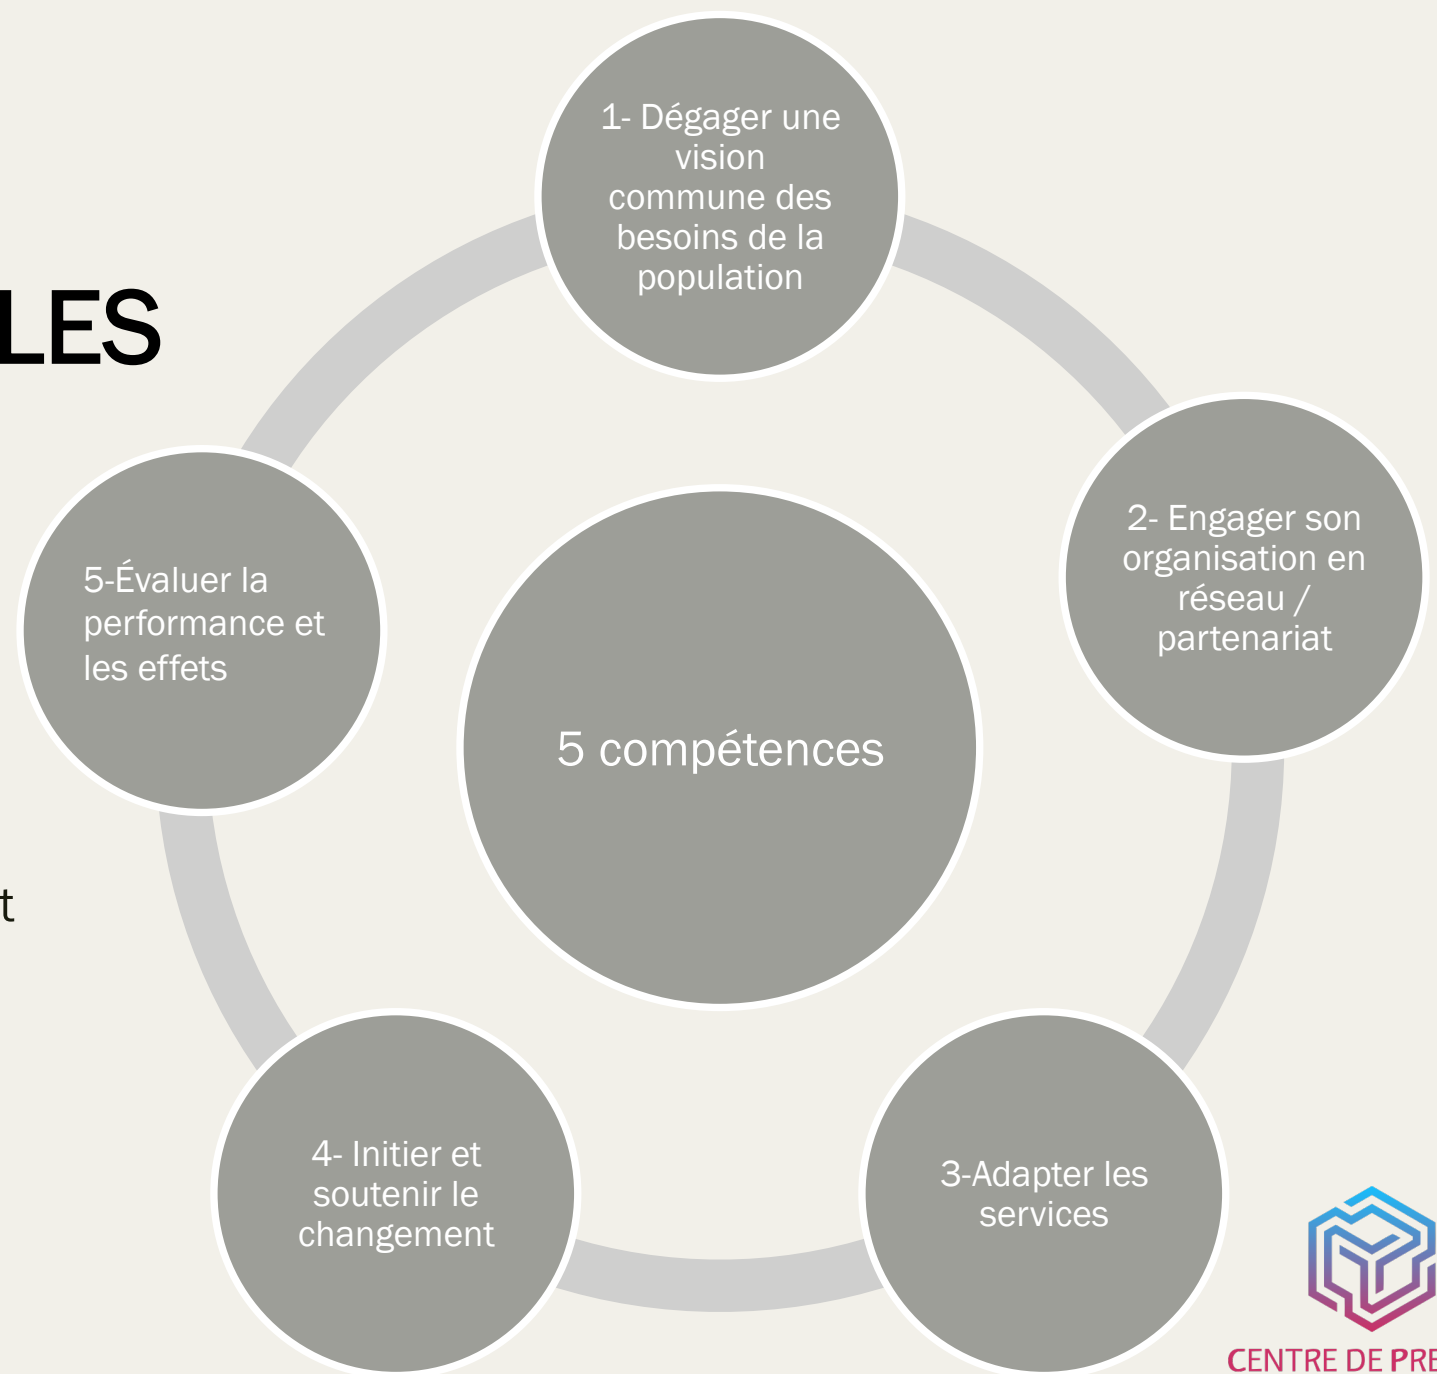 LES
1- Dégager une
vision
commune des
besoins de la
population
2- Engager son
organisation en
réseau /
partenariat
5-Évaluer la
performance et
les effets
5 compétences
t
4- Initier et
soutenir le
changement
3-Adapter les
services
CENTRE DE PRE